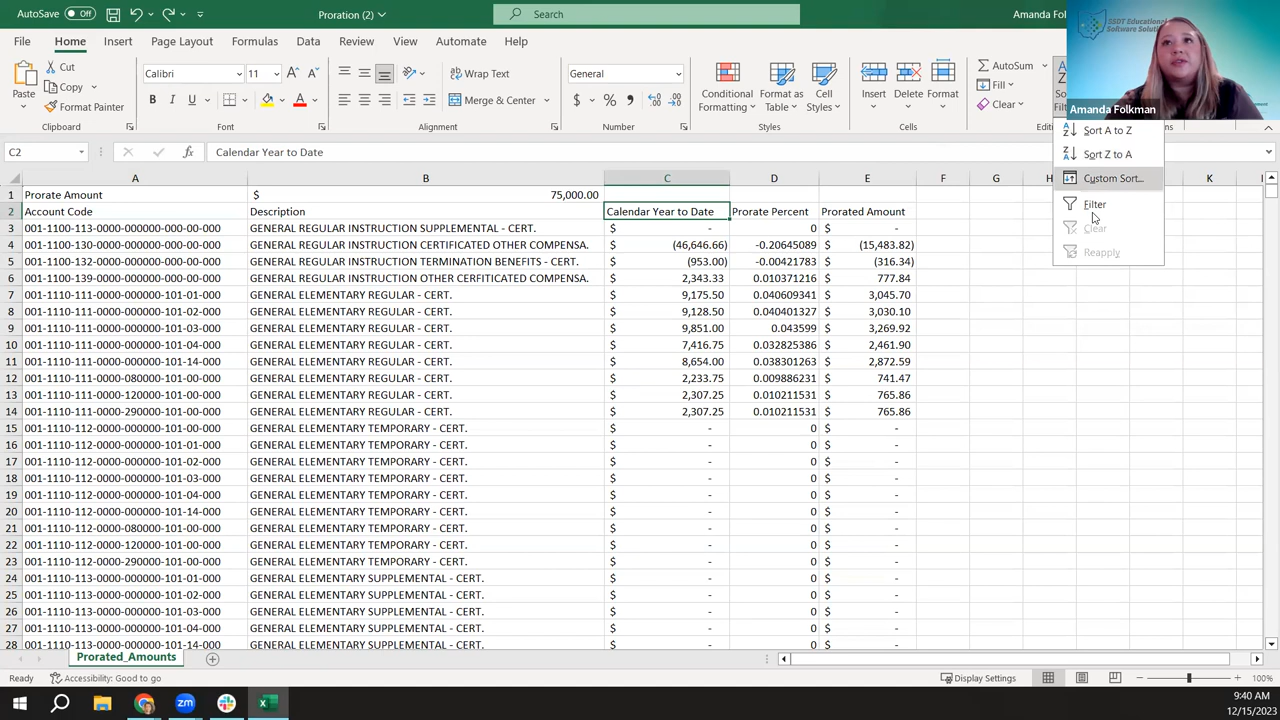 AutoSave Off Proration (2) Search Amanda Fol
SSDT Educational
Software Solutio
File Home Insert Page Layout Formulas Data Review View Automate Help
Paste Cut Copy Format Painter
Calibri 11 B I U
Wrap Text Merge & Center
General $ % 9
Conditional Formatting Format as Table Cell Styles
Insert Delete Format
AutoSum Fill Clear
Clipboard Font Alignment Number Styles Cells
Amanda Folkman
Sort A to Z
Sort Z to A
Custom Sort...
Filter
Clear
Reapply
C2 fx Calendar Year to Date
A B C D E F G H K
1 Prorate Amount $ 75,000.00
2 Account Code Description Calendar Year to Date Prorate Percent Prorated Amount
3 001-1100-113-0000-000000-000-00-000 GENERAL REGULAR INSTRUCTION SUPPLEMENTAL - CERT. $ - 0 $ -
4 001-1100-130-0000-000000-000-00-000 GENERAL REGULAR INSTRUCTION CERTIFICATED OTHER COMPENSA. $ (46,646.66) -0.20645089 $ (15,483.82)
5 001-1100-132-0000-000000-000-00-000 GENERAL REGULAR INSTRUCTION TERMINATION BENEFITS - CERT. $ (953.00) -0.00421783 $ (316.34)
6 001-1100-139-0000-000000-000-00-000 GENERAL REGULAR INSTRUCTION OTHER CERFITICATED COMPENSA. $ 2,343.33 0.010371216 $ 777.84
7 001-1110-111-0000-000000-101-01-000 GENERAL ELEMENTARY REGULAR - CERT. $ 9,175.50 0.040609341 $ 3,045.70
8 001-1110-111-0000-000000-101-02-000 GENERAL ELEMENTARY REGULAR - CERT. $ 9,128.50 0.040401327 $ 3,030.10
9 001-1110-111-0000-000000-101-03-000 GENERAL ELEMENTARY REGULAR - CERT. $ 9,851.00 0.043599 $ 3,269.92
10 001-1110-111-0000-000000-101-04-000 GENERAL ELEMENTARY REGULAR - CERT. $ 7,416.75 0.032825386 $ 2,461.90
11 001-1110-111-0000-000000-101-14-000 GENERAL ELEMENTARY REGULAR - CERT. $ 8,654.00 0.038301263 $ 2,872.59
12 001-1110-111-0000-080000-101-00-000 GENERAL ELEMENTARY REGULAR - CERT. $ 2,233.75 0.009886231 $ 741.47
13 001-1110-111-0000-120000-101-00-000 GENERAL ELEMENTARY REGULAR - CERT. $ 2,307.25 0.010211531 $ 765.86
14 001-1110-111-0000-290000-101-00-000 GENERAL ELEMENTARY REGULAR - CERT. $ 2,307.25 0.010211531 $ 765.86
15 001-1110-112-0000-000000-101-00-000 GENERAL ELEMENTARY TEMPORARY - CERT. $ - 0 $ -
16 001-1110-112-0000-000000-101-01-000 GENERAL ELEMENTARY TEMPORARY - CERT. $ - 0 $ -
17 001-1110-112-0000-000000-101-02-000 GENERAL ELEMENTARY TEMPORARY - CERT. $ - 0 $ -
18 001-1110-112-0000-000000-101-03-000 GENERAL ELEMENTARY TEMPORARY - CERT. $ - 0 $ -
19 001-1110-112-0000-000000-101-04-000 GENERAL ELEMENTARY TEMPORARY - CERT. $ - 0 $ -
20 001-1110-112-0000-000000-101-14-000 GENERAL ELEMENTARY TEMPORARY - CERT. $ - 0 $ -
21 001-1110-112-0000-080000-101-00-000 GENERAL ELEMENTARY TEMPORARY - CERT. $ - 0 $ -
22 001-1110-112-0000-120000-101-00-000 GENERAL ELEMENTARY TEMPORARY - CERT. $ - 0 $ -
23 001-1110-112-0000-290000-101-00-000 GENERAL ELEMENTARY TEMPORARY - CERT. $ - 0 $ -
24 001-1110-113-0000-000000-101-01-000 GENERAL ELEMENTARY SUPPLEMENTAL - CERT. $ - 0 $ -
25 001-1110-113-0000-000000-101-02-000 GENERAL ELEMENTARY SUPPLEMENTAL - CERT. $ - 0 $ -
26 001-1110-113-0000-000000-101-03-000 GENERAL ELEMENTARY SUPPLEMENTAL - CERT. $ - 0 $ -
27 001-1110-113-0000-000000-101-04-000 GENERAL ELEMENTARY SUPPLEMENTAL - CERT. $ - 0 $ -
28 001-1110-113-0000-000000-101-14-000 GENERAL ELEMENTARY SUPPLEMENTAL - CERT. $ - 0 $ -
Prorated_Amounts
Ready Accessibility: Good to go Display Settings 100%
9:40 AM
12/15/2023